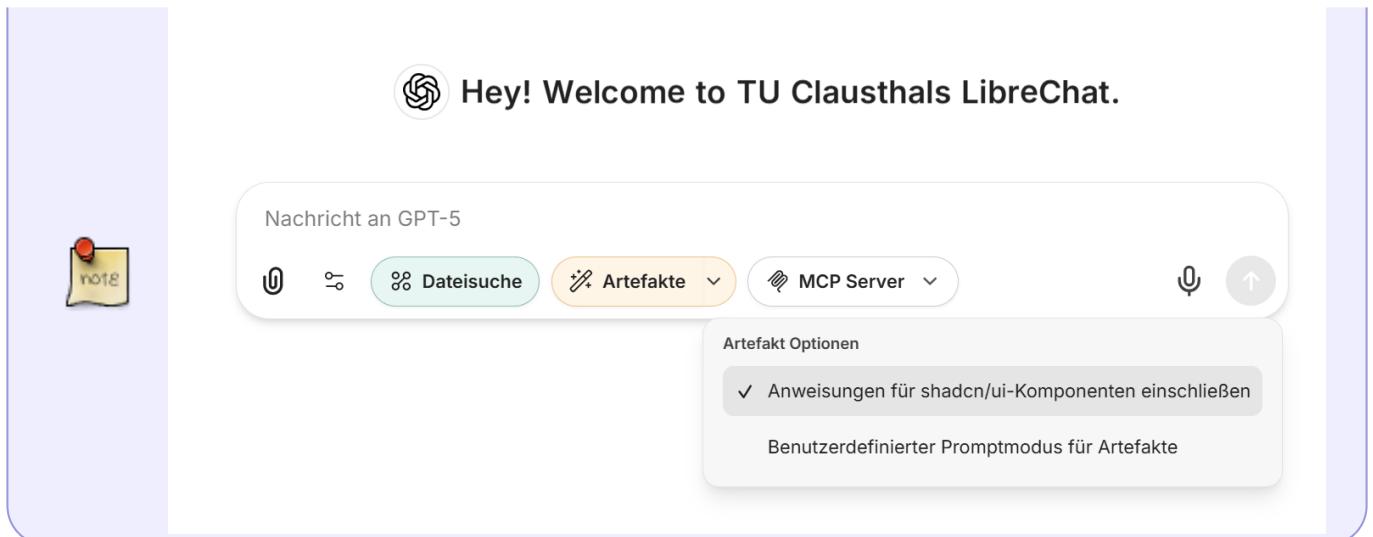 Hey! Welcome to TU Clausthals LibreChat.
Nachricht an GPT-5
note
Dateisuche Artefakte MCP Server
Artefakt Optionen
Anweisungen für shadcn/ui-Komponenten einschließen
Benutzerdefinierter Promptmodus für Artefakte